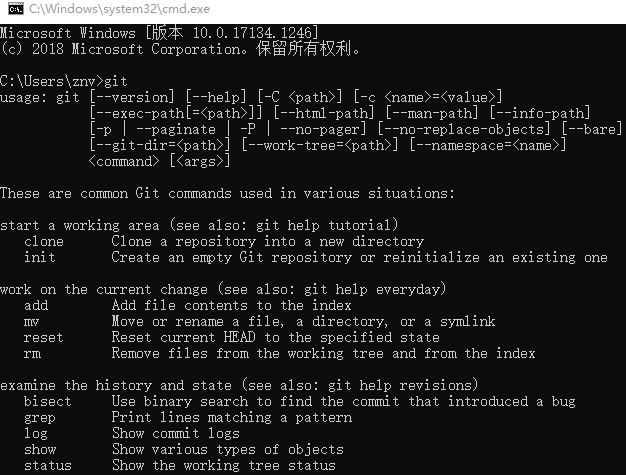 C:\Windows\system32\cmd.exe
Microsoft Windows [版本 10.0.17134.1246]
(c) 2018 Microsoft Corporation。保留所有权利。
C:\Users\znv>git
usage: git [--version] [--help] [-C <path>] [-c <name>=<value>]
[--exec-path[=<path>]] [--html-path] [--man-path] [--info-path]
[-p | --paginate | -P | --no-pager] [--no-replace-objects] [--bare]
[--git-dir=<path>] [--work-tree=<path>] [--namespace=<name>]
<command> [<args>]
These are common Git commands used in various situations:
start a working area (see also: git help tutorial)
clone Clone a repository into a new directory
init Create an empty Git repository or reinitialize an existing one
work on the current change (see also: git help everyday)
add Add file contents to the index
mv Move or rename a file, a directory, or a symlink
reset Reset current HEAD to the specified state
rm Remove files from the working tree and from the index
examine the history and state (see also: git help revisions)
bisect Use binary search to find the commit that introduced a bug
grep Print lines matching a pattern
log Show commit logs
show Show various types of objects
status Show the working tree status